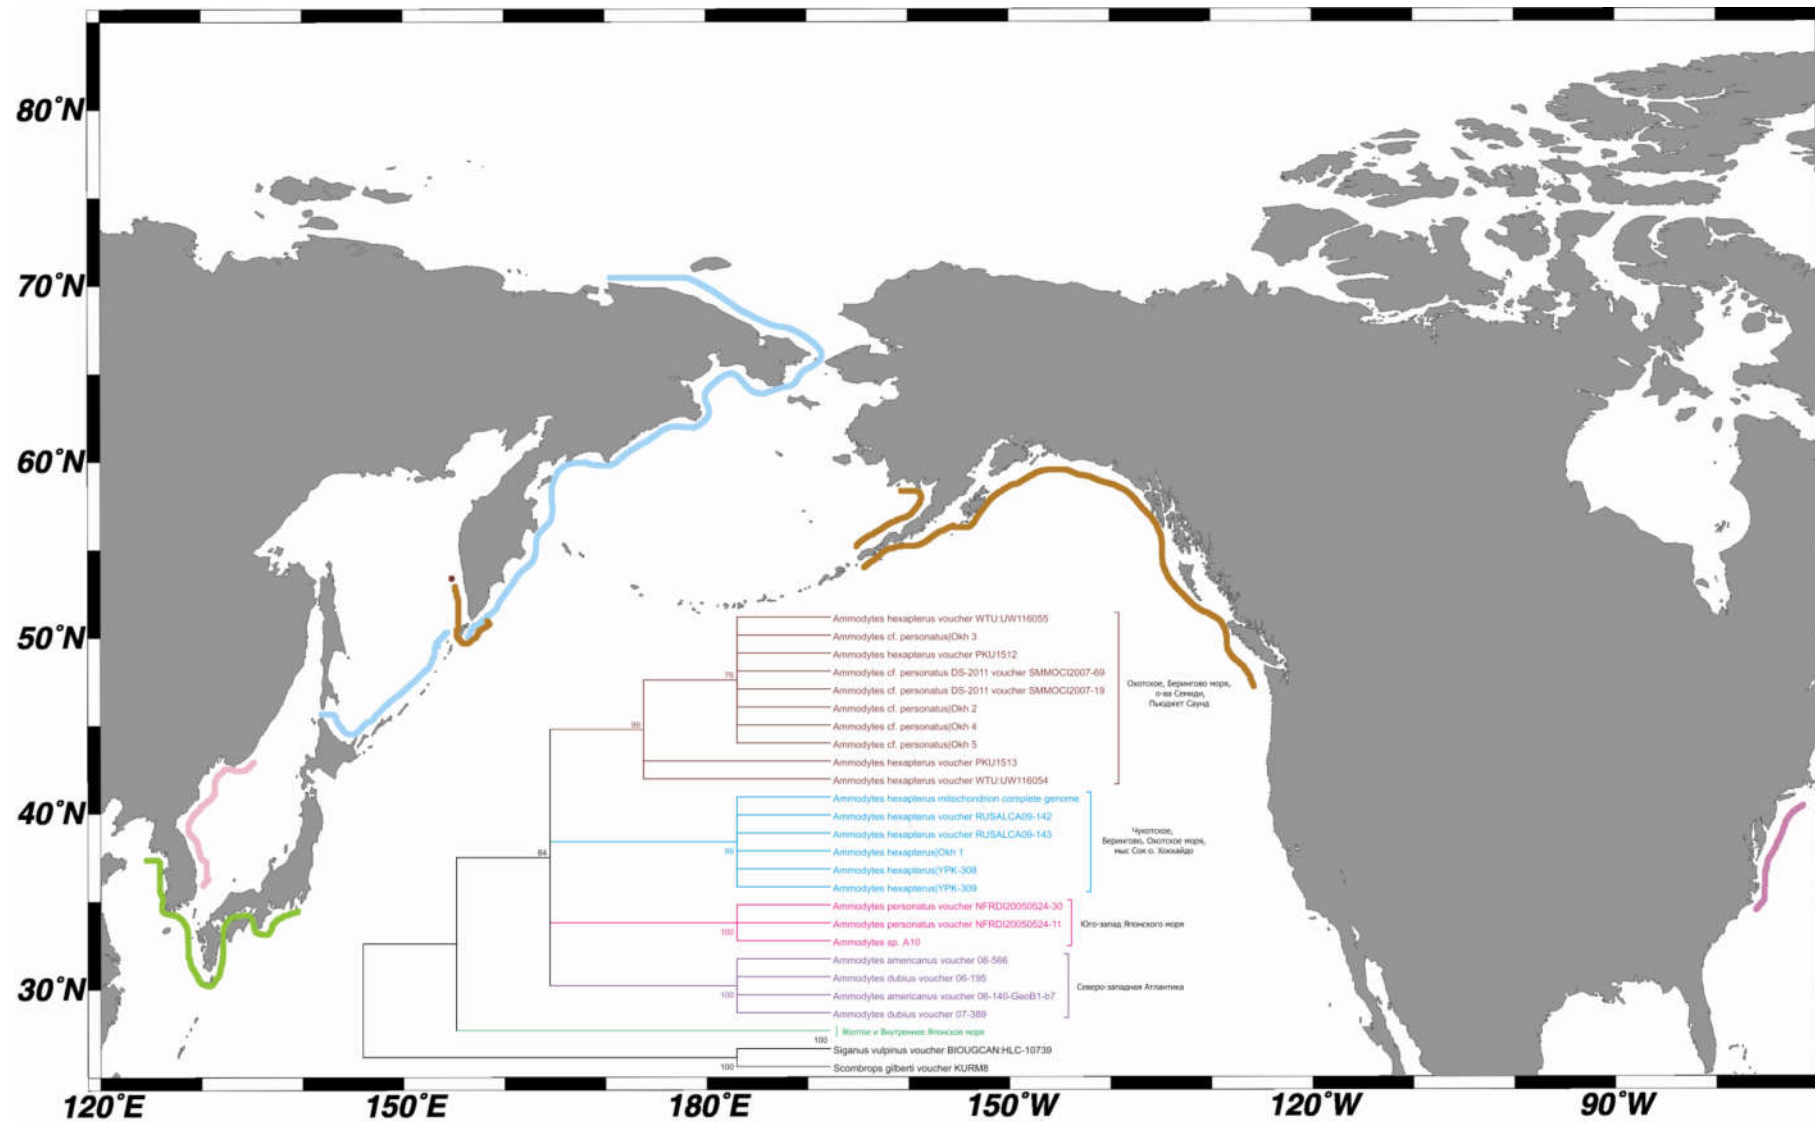 80°N
70°N
60°N
50°N
40°N
30°N
Ammodytes hexapterus voucher WTU:UW116055
Ammodytes cf. personatus|Okh 3
Ammodytes hexapterus voucher PKU1512
76
Ammodytes cf. personatus DS-2011 voucher SMMOCI2007-69
Ammodytes cf. personatus DS-2011 voucher SMMOCI2007-19
Ammodytes cf. personatus|Okh 2
Ammodytes cf. personatus|Okh 4
99
Ammodytes cf. personatus|Okh 5
Ammodytes hexapterus voucher PKU1513
Ammodytes hexapterus voucher WTU:UW116054
Охотское, Берингово моря,
о-ва Семиди,
Пьюджет Саунд
Ammodytes hexapterus mitochondrion complete genome
Ammodytes hexapterus voucher RUSALCA09-142
Ammodytes hexapterus voucher RUSALCA09-143
84
Ammodytes hexapterus|Okh 1
Ammodytes hexapterus|YPK-308
Ammodytes hexapterus|YPK-309
Чукотское,
Берингово, Охотское моря,
мыс Соя о. Хоккайдо
Ammodytes personatus voucher NFRDI20050524-30
Ammodytes personatus voucher NFRDI20050524-11
100
Ammodytes sp. A10
Юго-запад Японского моря
Ammodytes americanus voucher 06-566
Ammodytes dubius voucher 06-195
100
Ammodytes americanus voucher 06-140-GeoB1-b7
Ammodytes dubius voucher 07-389
Северо-западная Атлантика
Желтое и Внутреннее Японское моря
100
Siganus vulpinus voucher BIOUGCAN:HLC-10739
100
Scombrops gilberti voucher KURM8
120°E
150°E
180°E
150°W
120°W
90°W